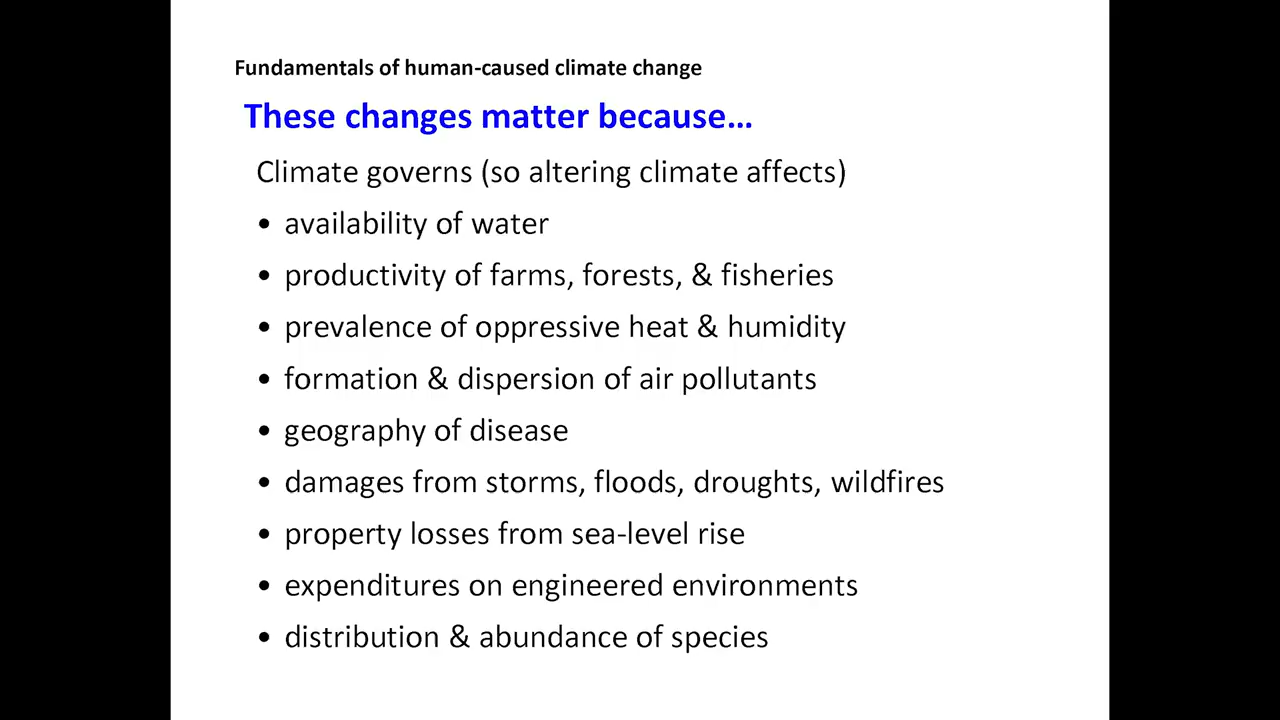 Fundamentals of human-caused climate change
These changes matter because…
Climate governs (so altering climate affects)
• availability of water
• productivity of farms, forests, & fisheries
• prevalence of oppressive heat & humidity
• formation & dispersion of air pollutants
• geography of disease
• damages from storms, floods, droughts, wildfires
• property losses from sea-level rise
• expenditures on engineered environments
• distribution & abundance of species